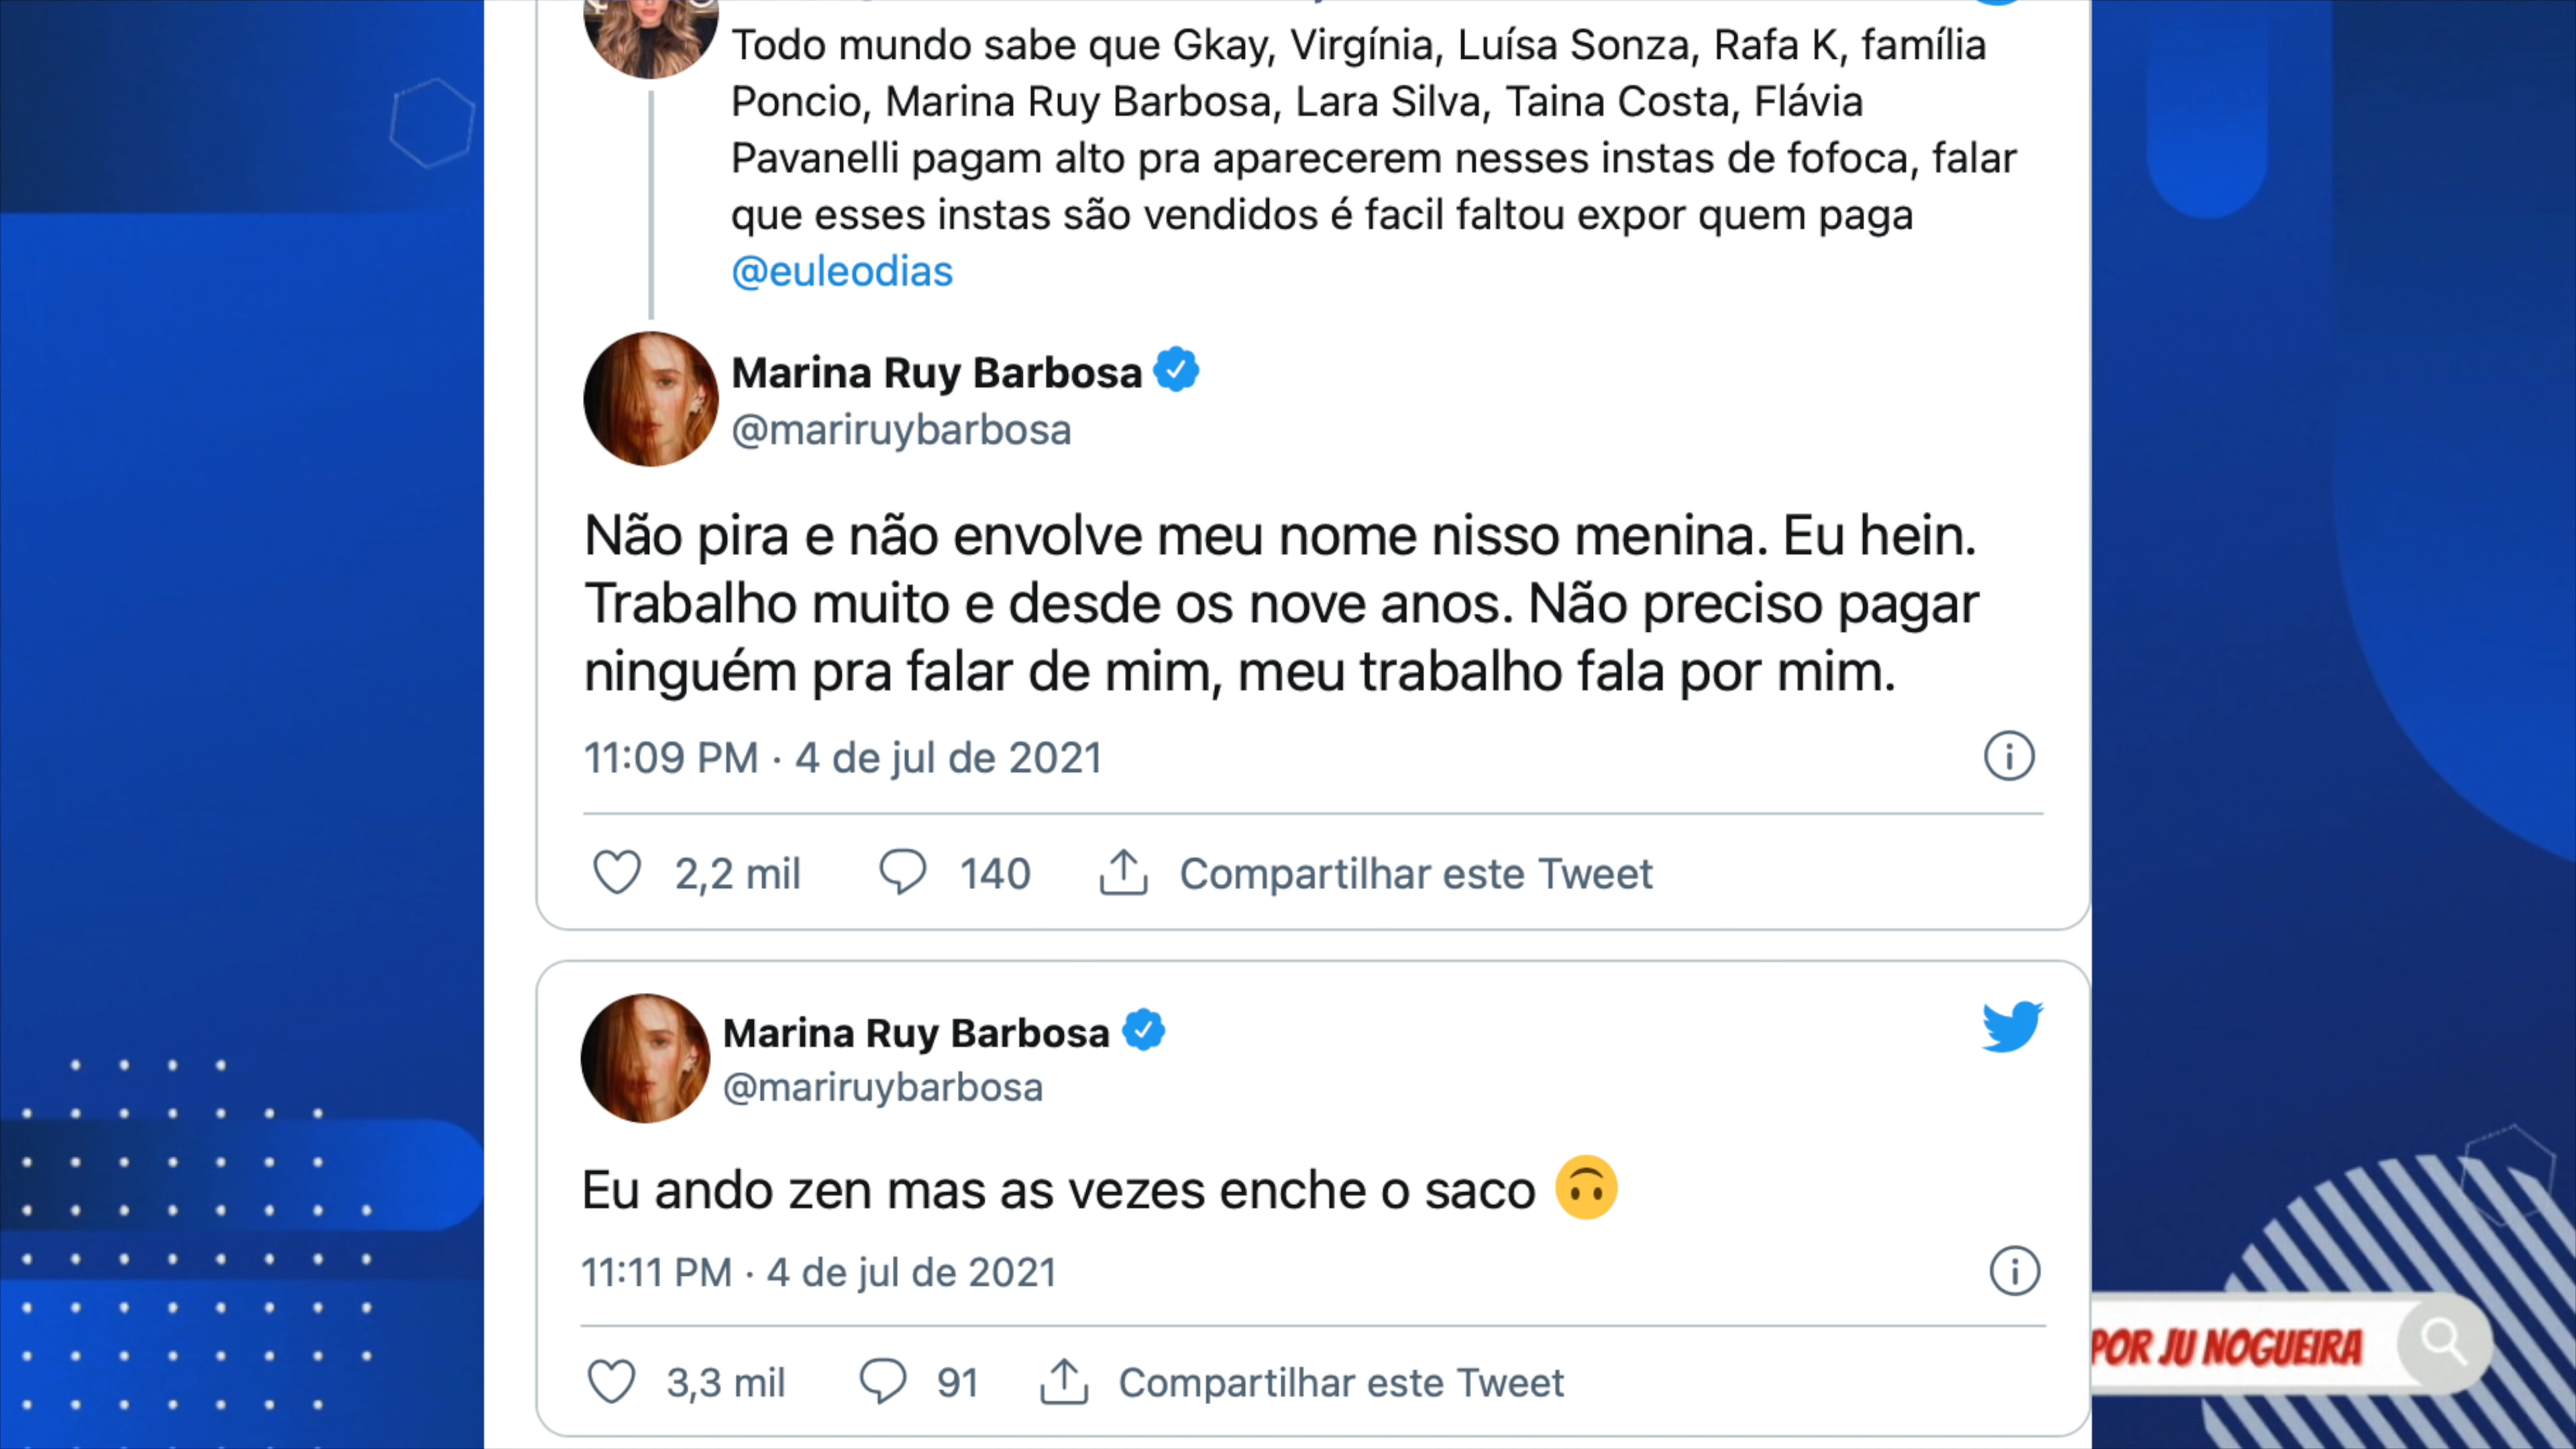 Todo mundo sabe que Gkay, Virgínia, Luísa Sonza, Rafa K, família
Poncio, Marina Ruy Barbosa, Lara Silva, Taina Costa, Flávia
Pavanelli pagam alto pra aparecerem nesses instas de fofoca, falar
que esses instas são vendidos é facil faltou expor quem paga
@euleodias
Marina Ruy Barbosa
@mariruybarbosa
Não pira e não envolve meu nome nisso menina. Eu hein.
Trabalho muito e desde os nove anos. Não preciso pagar
ninguém pra falar de mim, meu trabalho fala por mim.
11:09 PM · 4 de jul de 2021
2,2 mil 140 Compartilhar este Tweet
Marina Ruy Barbosa
@mariruybarbosa
Eu ando zen mas as vezes enche o saco 🙃
11:11 PM · 4 de jul de 2021
3,3 mil 91 Compartilhar este Tweet
POR JU NOGUEIRA